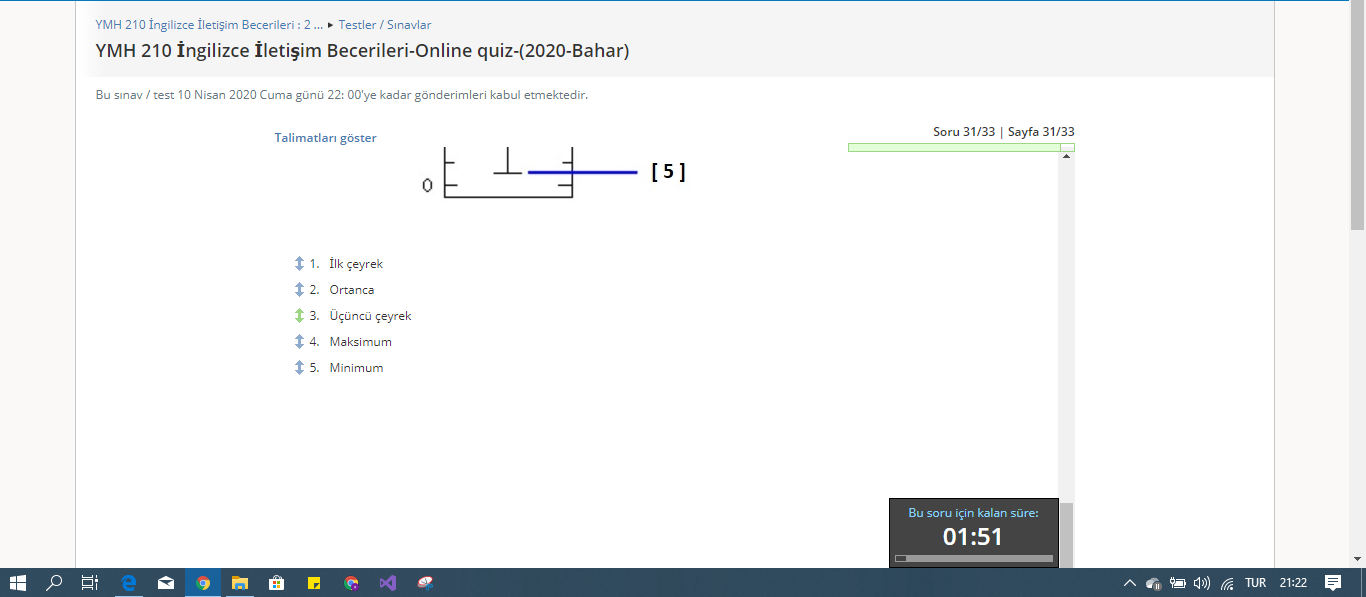 YMH 210 İngilizce İletişim Becerileri : 2 ... ▸ Testler / Sınavlar
YMH 210 İngilizce İletişim Becerileri-Online quiz-(2020-Bahar)
Bu sınav / test 10 Nisan 2020 Cuma günü 22: 00'ye kadar gönderimleri kabul etmektedir.
Talimatları göster
Soru 31/33 | Sayfa 31/33
[ 5 ]
0
1. İlk çeyrek
2. Ortanca
3. Üçüncü çeyrek
4. Maksimum
5. Minimum
Bu soru için kalan süre:
01:51
TUR 21:22